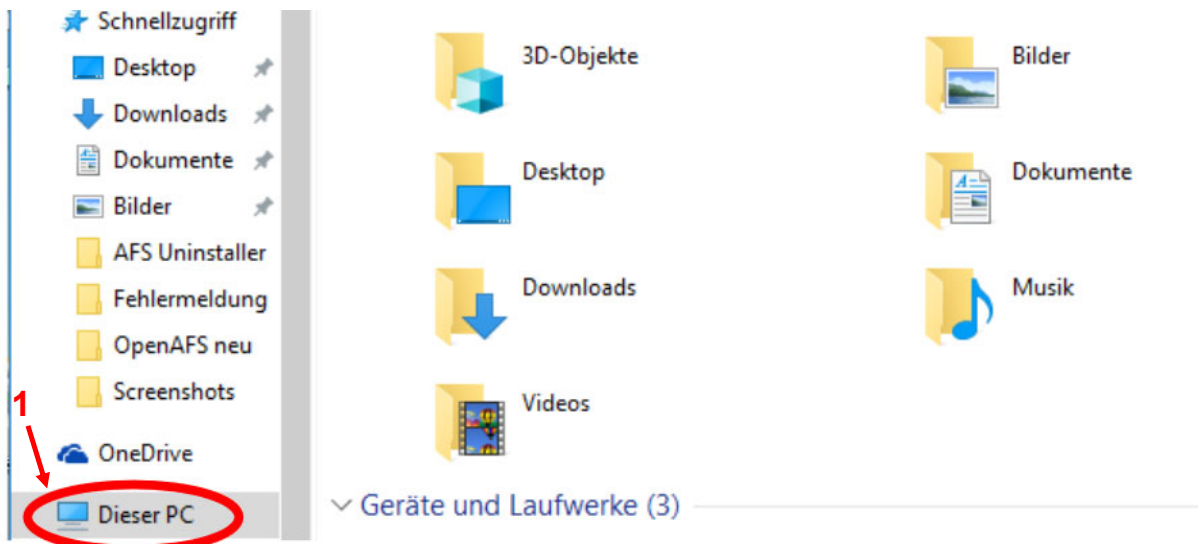 Schnellzugriff
Desktop
Downloads
Dokumente
Bilder
AFS Uninstaller
Fehlermeldung
OpenAFS neu
Screenshots
1
OneDrive
Dieser PC
3D-Objekte
Bilder
Desktop
Dokumente
Downloads
Musik
Videos
Geräte und Laufwerke (3)